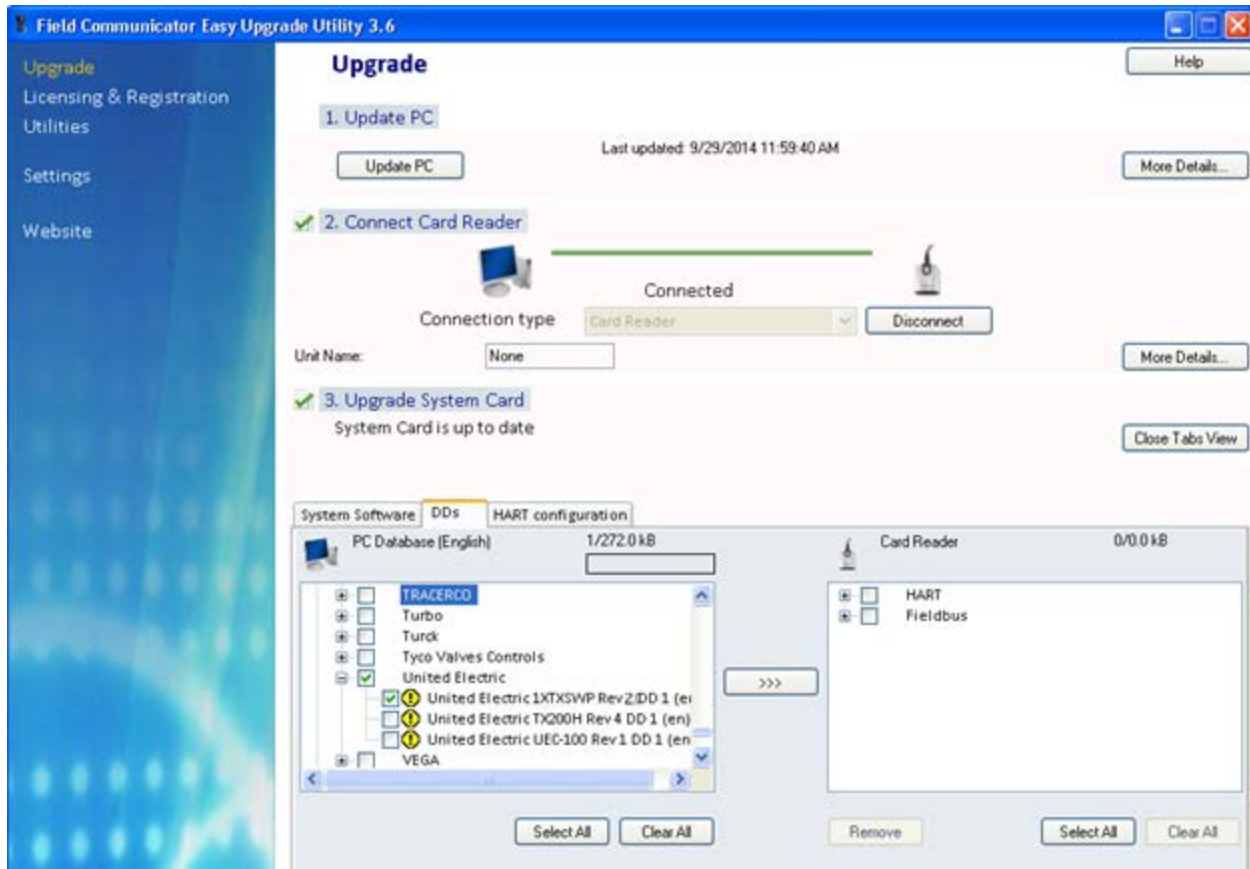 Field Communicator Easy Upgrade Utility 3.6
Upgrade
Licensing & Registration
Utilities
Settings
Website
Upgrade
Help
1. Update PC
Update PC
Last updated: 9/29/2014 11:59:40 AM
More Details...
2. Connect Card Reader
Connected
Connection type
Card Reader
Disconnect
Unit Name:
None
More Details...
3. Upgrade System Card
System Card is up to date
Close Tabs View
System Software
DDs
HART configuration
PC Database (English)
1/272.0 kB
Card Reader
0/0.0 kB
TRACERCO
Turbo
Turck
Tyco Valves Controls
United Electric
United Electric 1XTXSWP Rev 2 DD 1 (en
United Electric TX200H Rev 4 DD 1 (en)
United Electric UEC-100 Rev 1 DD 1 (en
VEGA
>>>
HART
Fieldbus
Select All
Clear All
Remove
Select All
Clear All